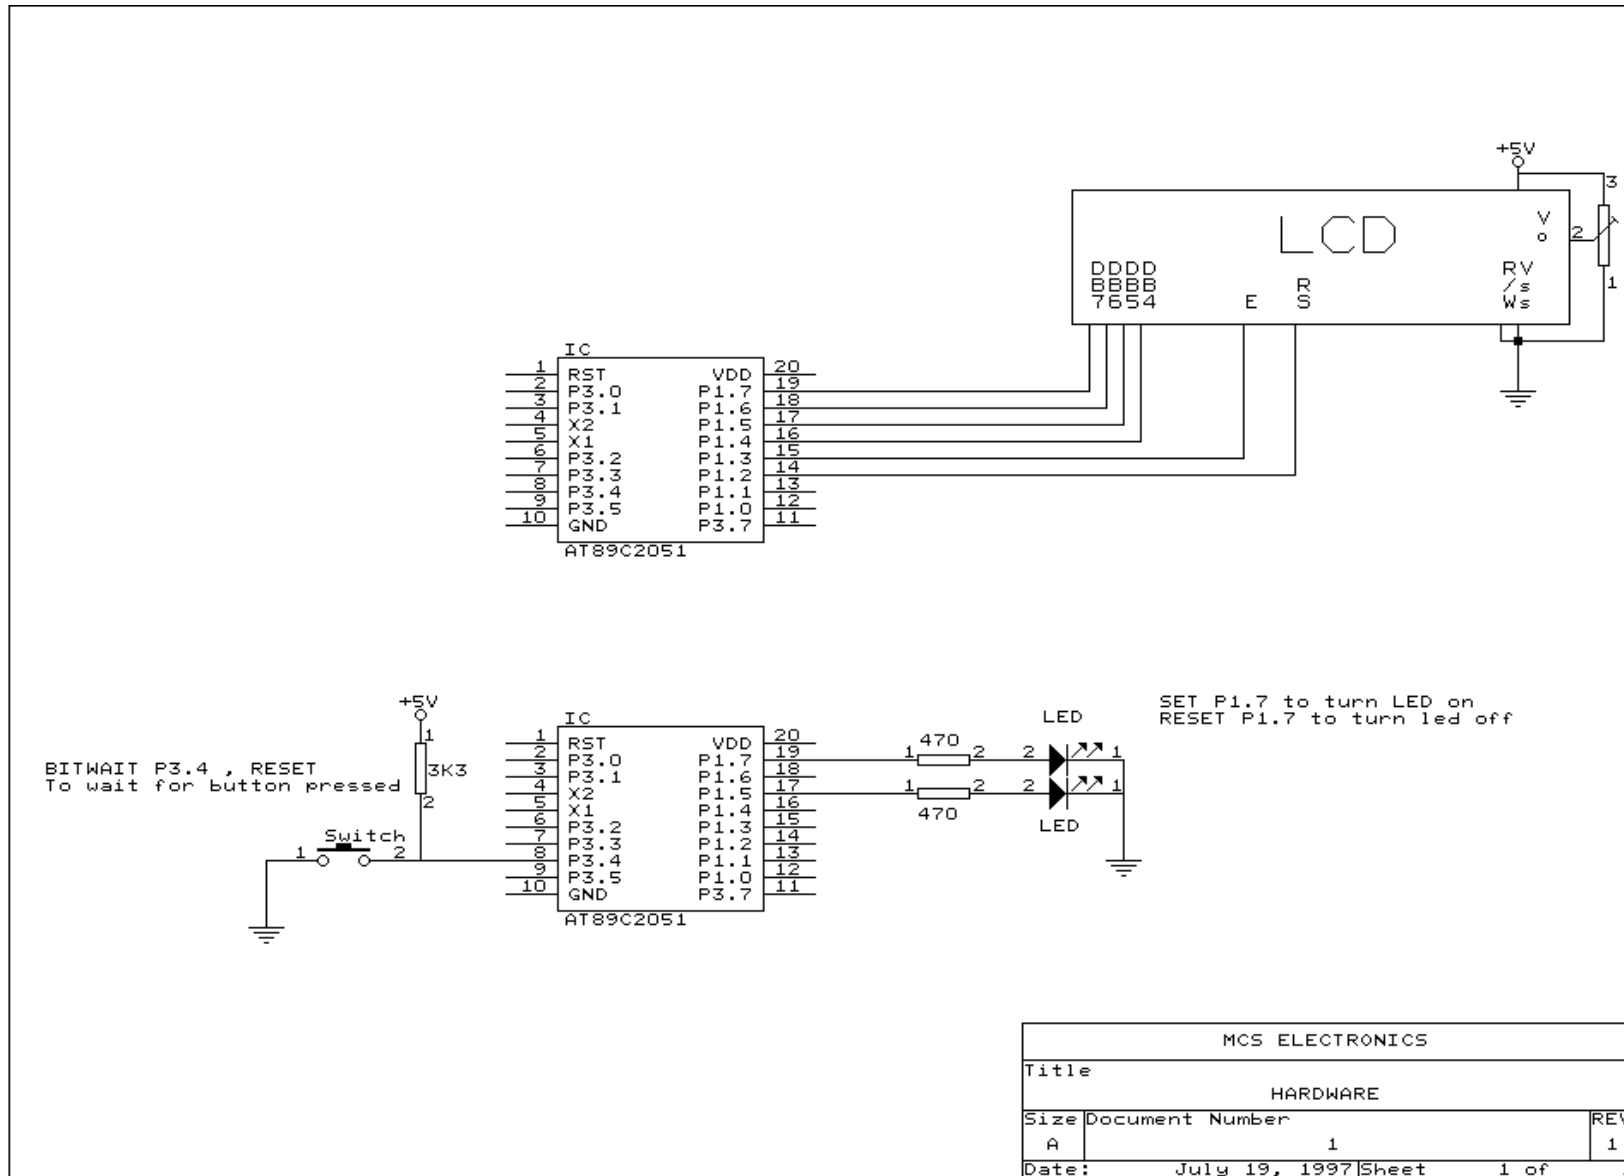 +5V
3
LCD
V
o
2
DDDD
BBBB
7654
E
R
S
RV
/s
Ws
1
IC
1 RST VDD 20
2 P3.0 P1.7 19
3 P3.1 P1.6 18
4 X2 P1.5 17
5 X1 P1.4 16
6 P3.2 P1.3 15
7 P3.3 P1.2 14
8 P3.4 P1.1 13
9 P3.5 P1.0 12
10 GND P3.7 11
AT89C2051
+5V
1
3K3
2
BITWAIT P3.4 , RESET
To wait for button pressed
Switch
1 2
IC
1 RST VDD 20
2 P3.0 P1.7 19
3 P3.1 P1.6 18
4 X2 P1.5 17
5 X1 P1.4 16
6 P3.2 P1.3 15
7 P3.3 P1.2 14
8 P3.4 P1.1 13
9 P3.5 P1.0 12
10 GND P3.7 11
AT89C2051
LED
470
1 2 2 1
1 2 2 1
470
LED
SET P1.7 to turn LED on
RESET P1.7 to turn led off
MCS ELECTRONICS
Title
HARDWARE
Size Document Number REV
A 1 1
Date: July 19, 1997 Sheet 1 of